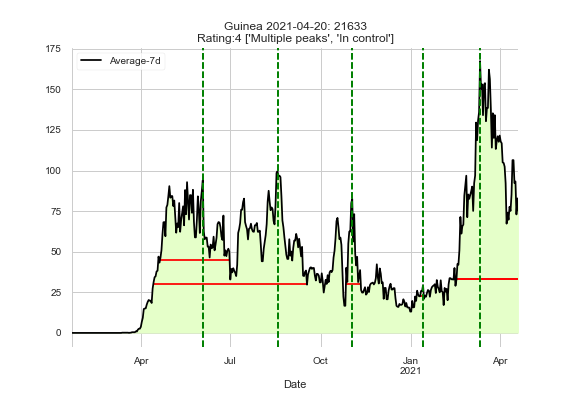 Guinea 2021-04-20: 21633
Rating:4 ['Multiple peaks', 'In control']
175
Average-7d
150
125
100
75
50
25
0
Apr
Jul
Oct
Jan
2021
Apr
Date